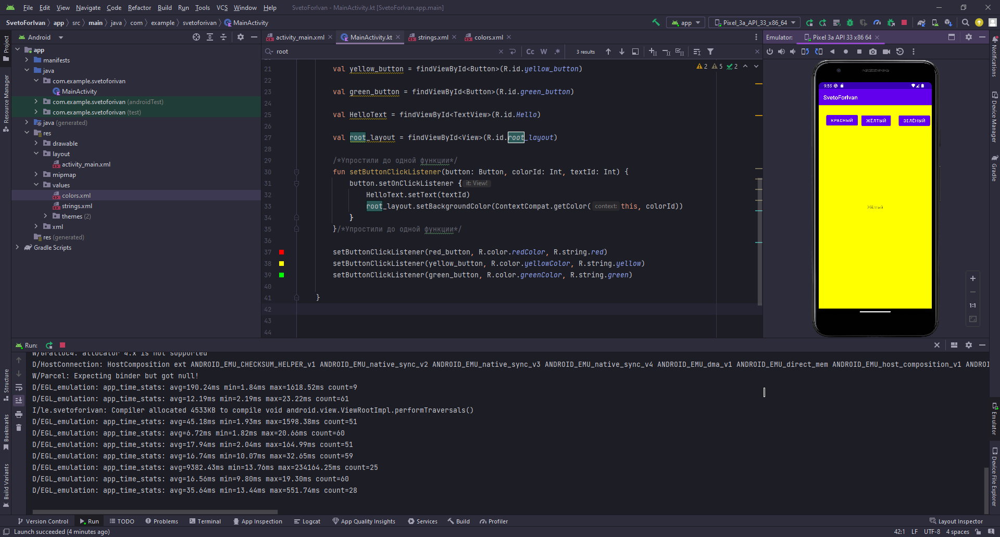 File Edit View Navigate Code Refactor Build Run Tools VCS Window Help SvetoForIvan - MainActivity.kt [SvetoForIvan.app.main]
SvetoForIvan app src main java com example svetoforivan MainActivity app Pixel_3a_API_33_x86_64
Android
activity_main.xml MainActivity.kt strings.xml colors.xml
Emulator: Pixel 3a API 33 x86 64
Project
Resource Manager
Structure
Bookmarks
Build Variants
Notifications
Device Manager
Gradle
Emulator
Device File Explorer
app
manifests
java
com.example.svetoforivan
MainActivity
com.example.svetoforivan (androidTest)
com.example.svetoforivan (test)
java (generated)
res
drawable
layout
activity_main.xml
mipmap
values
colors.xml
strings.xml
themes (2)
xml
res (generated)
Gradle Scripts
root Cc W .* 3 results
2 5 2
21 val yellow_button = findViewById<Button>(R.id.yellow_button)
22
23 val green_button = findViewById<Button>(R.id.green_button)
24
25 val HelloText = findViewById<TextView>(R.id.Hello)
26
27 val root_layout = findViewById<View>(R.id.root_layout)
28
29 /*Упростили до одной функции*/
30 fun setButtonClickListener(button: Button, colorId: Int, textId: Int) {
31 button.setOnClickListener { it: View!
32 HelloText.setText(textId)
33 root_layout.setBackgroundColor(ContextCompat.getColor( context: this, colorId))
34 }
35 }/*Упростили до одной функции*/
36
37 setButtonClickListener(red_button, R.color.redColor, R.string.red)
38 setButtonClickListener(yellow_button, R.color.yellowColor, R.string.yellow)
39 setButtonClickListener(green_button, R.color.greenColor, R.string.green)
40
41 }
42
43
44
9:55
SvetoForIvan
КРАСНЫЙ ЖЁЛТЫЙ ЗЕЛЁНЫЙ
Жёлтый
1:1
Run: app
W/Gralloc4: allocator 4.x is not supported
D/HostConnection: HostComposition ext ANDROID_EMU_CHECKSUM_HELPER_v1 ANDROID_EMU_native_sync_v2 ANDROID_EMU_native_sync_v3 ANDROID_EMU_native_sync_v4 ANDROID_EMU_dma_v1 ANDROID_EMU_direct_mem ANDROID_EMU_host_composition_v1 ANDROI
W/Parcel: Expecting binder but got null!
D/EGL_emulation: app_time_stats: avg=190.24ms min=1.84ms max=1618.52ms count=9
D/EGL_emulation: app_time_stats: avg=12.19ms min=2.19ms max=23.22ms count=61
I/le.svetoforivan: Compiler allocated 4533KB to compile void android.view.ViewRootImpl.performTraversals()
D/EGL_emulation: app_time_stats: avg=45.18ms min=1.93ms max=1598.38ms count=51
D/EGL_emulation: app_time_stats: avg=6.72ms min=1.82ms max=20.66ms count=60
D/EGL_emulation: app_time_stats: avg=17.94ms min=2.04ms max=164.99ms count=51
D/EGL_emulation: app_time_stats: avg=16.74ms min=10.07ms max=32.65ms count=59
D/EGL_emulation: app_time_stats: avg=9382.43ms min=13.76ms max=234164.25ms count=25
D/EGL_emulation: app_time_stats: avg=16.56ms min=9.80ms max=19.30ms count=60
D/EGL_emulation: app_time_stats: avg=35.64ms min=13.44ms max=551.74ms count=28
Version Control Run TODO Problems Terminal App Inspection Logcat App Quality Insights Services Build Profiler Layout Inspector
Launch succeeded (4 minutes ago) 42:1 LF UTF-8 4 spaces